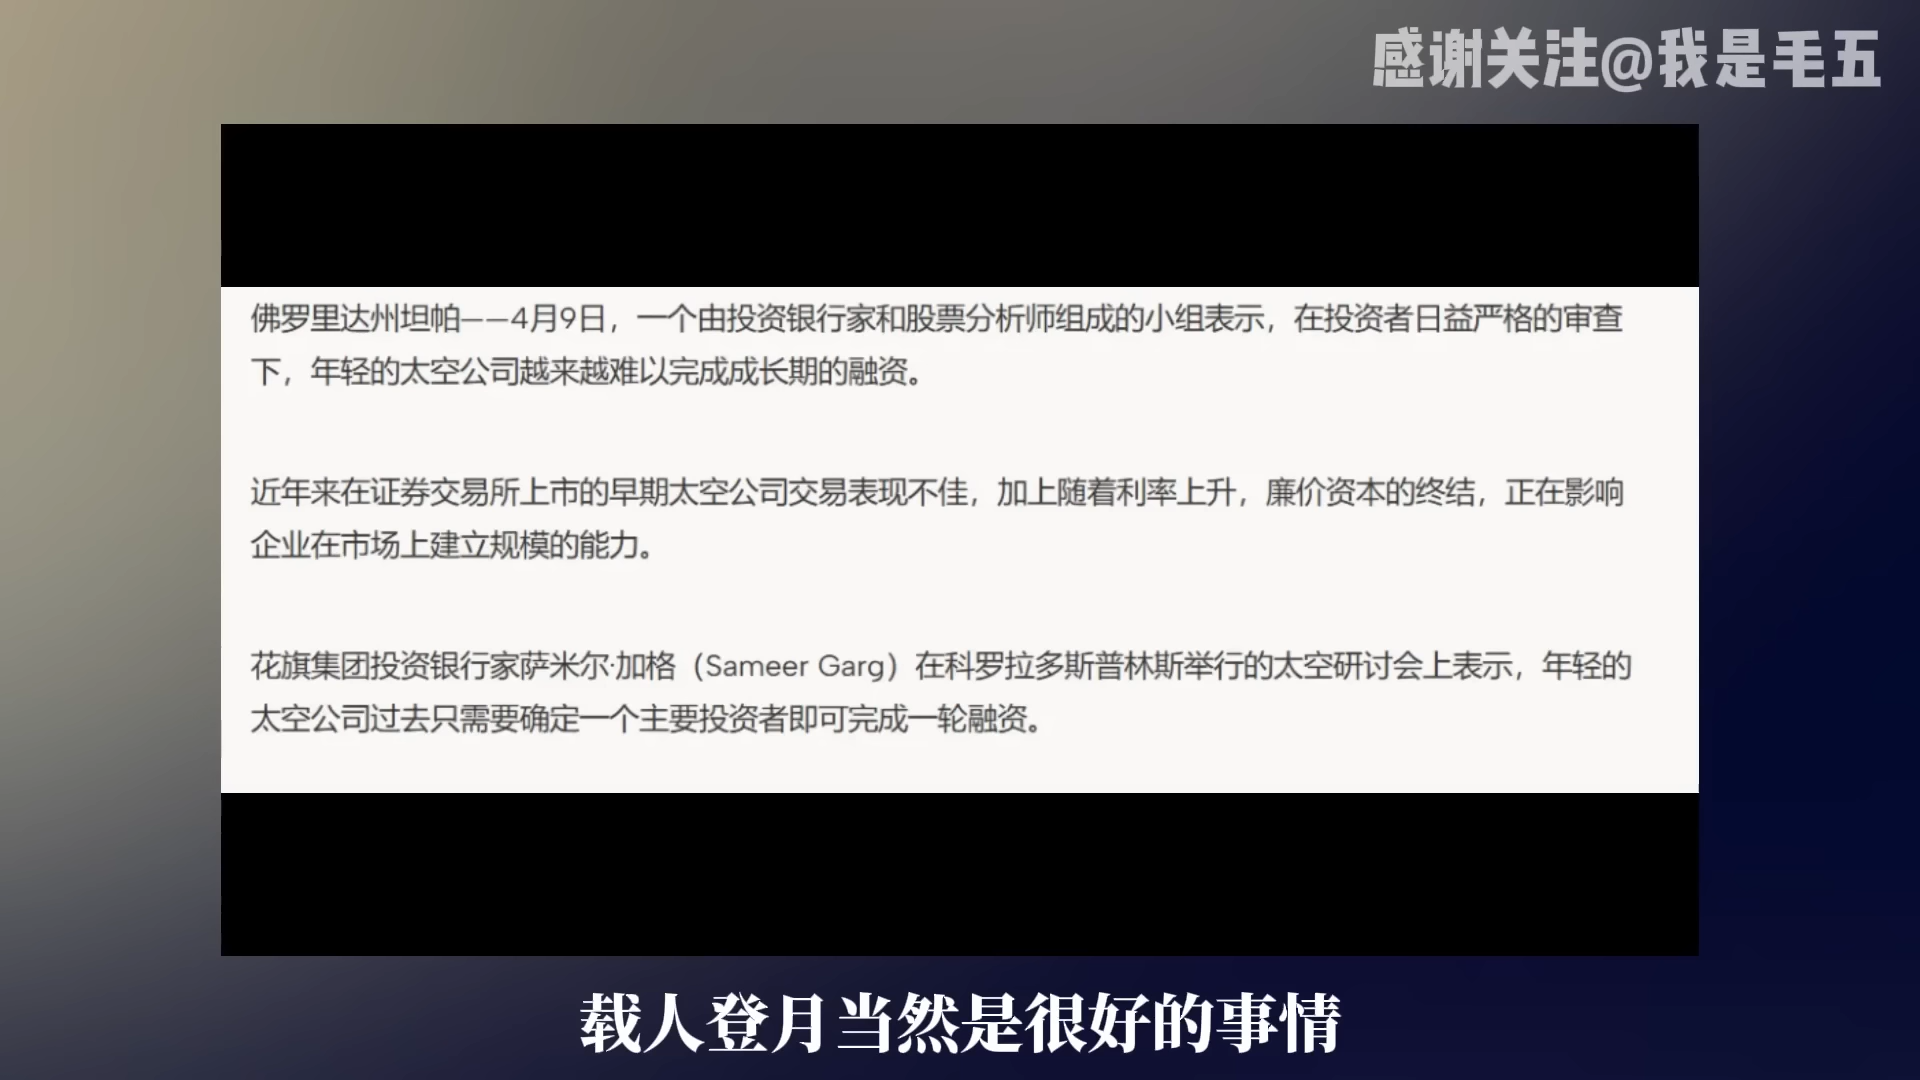 感谢关注@我是毛五
佛罗里达州坦帕——4月9日，一个由投资银行家和股票分析师组成的小组表示，在投资者日益严格的审查
下，年轻的太空公司越来越难以完成成长期的融资。
近年来在证券交易所上市的早期太空公司交易表现不佳，加上随着利率上升，廉价资本的终结，正在影响
企业在市场上建立规模的能力。
花旗集团投资银行家萨米尔·加格（Sameer Garg）在科罗拉多斯普林斯举行的太空研讨会上表示，年轻的
太空公司过去只需要确定一个主要投资者即可完成一轮融资。
载人登月当然是很好的事情